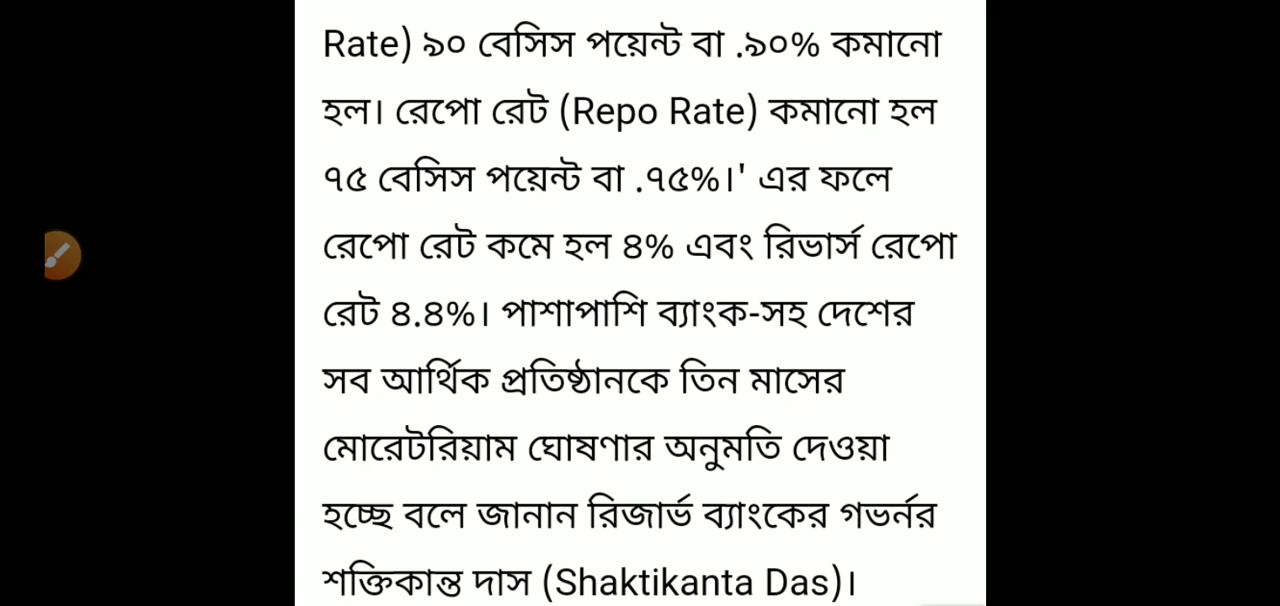 Rate) ৯০ বেসিস পয়েন্ট বা .৯০% কমানো
হল। রেপো রেট (Repo Rate) কমানো হল
৭৫ বেসিস পয়েন্ট বা .৭৫%।' এর ফলে
রেপো রেট কমে হল ৪% এবং রিভার্স রেপো
রেট ৪.৪%। পাশাপাশি ব্যাংক-সহ দেশের
সব আর্থিক প্রতিষ্ঠানকে তিন মাসের
মোরেটরিয়াম ঘোষণার অনুমতি দেওয়া
হচ্ছে বলে জানান রিজার্ভ ব্যাংকের গভর্নর
শক্তিকান্ত দাস (Shaktikanta Das)।